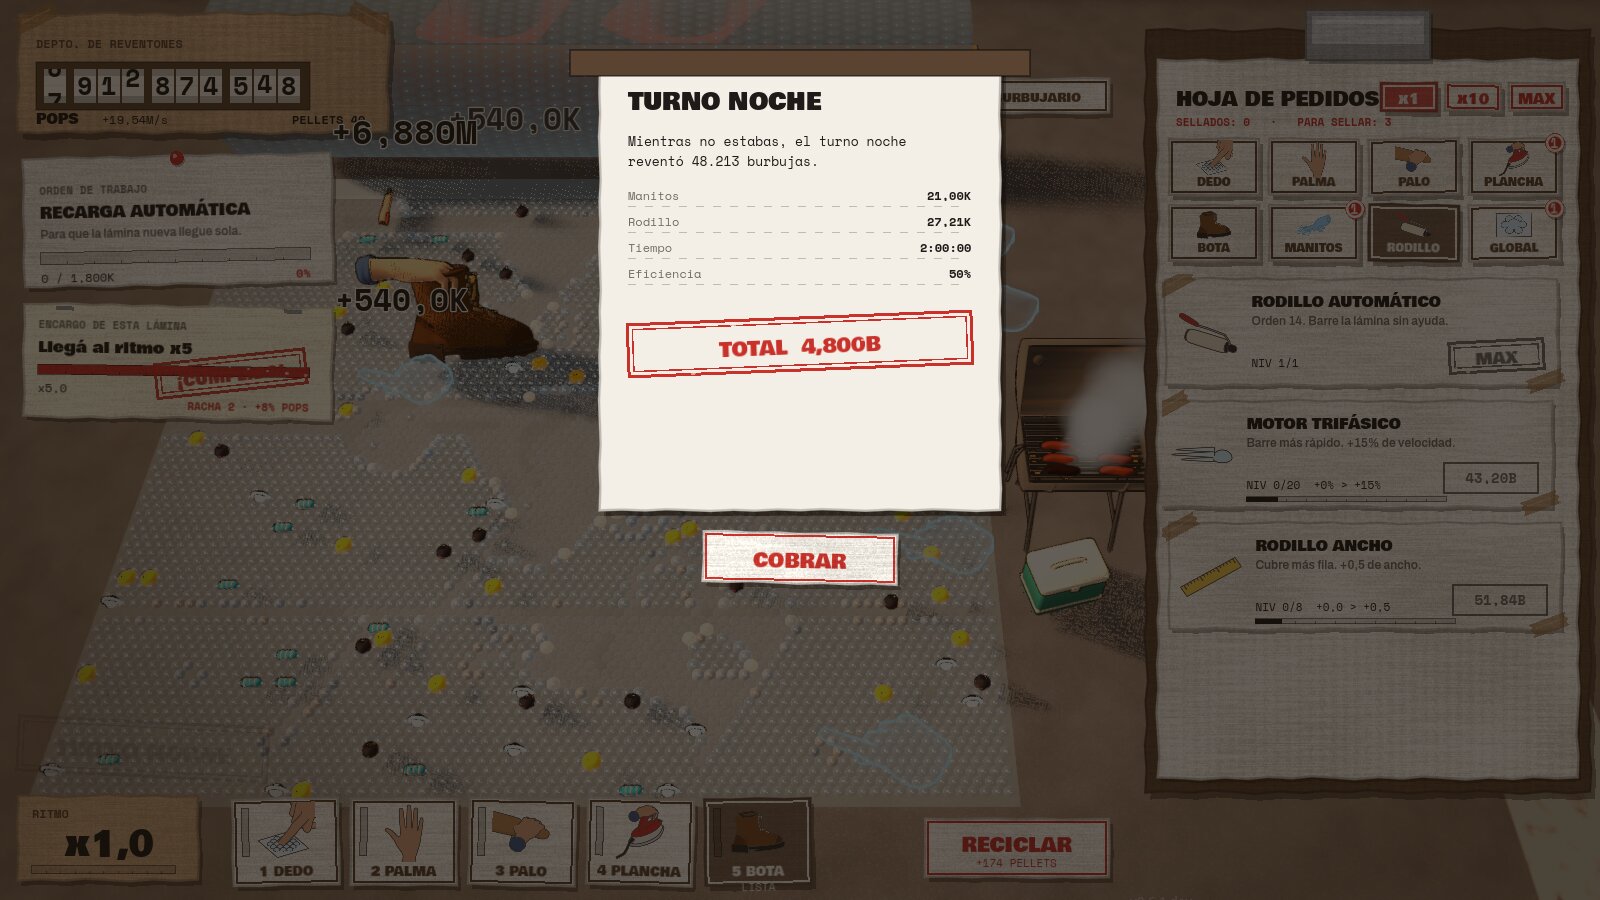 DEPTO. DE REVENTONES
912 874 548
POPS +19,54M/s PELLETS
+6,880M
+540,0K
ORDEN DE TRABAJO
RECARGA AUTOMÁTICA
Para que la lámina nueva llegue sola.
0 / 1,800K 0%
+540,0K
ENCARGO DE ESTA LÁMINA
Llegá al ritmo x5
x5,0
RACHA 2 · +8% POPS
TURNO NOCHE
Mientras no estabas, el turno noche
reventó 48.213 burbujas.
Manitos 21,00K
Rodillo 27,21K
Tiempo 2:00:00
Eficiencia 50%
TOTAL 4,800B
COBRAR
HOJA DE PEDIDOS x1 x10 MAX
SELLADOS: 0 · PARA SELLAR: 3
DEDO PALMA PALO PLANCHA 1
BOTA MANITOS 1 RODILLO GLOBAL 1
RODILLO AUTOMÁTICO
Orden 14. Barre la lámina sin ayuda.
NIV 1/1 MAX
MOTOR TRIFÁSICO
Barre más rápido. +15% de velocidad.
NIV 0/20 +0% > +15% 43,20B
RODILLO ANCHO
Cubre más fila. +0,5 de ancho.
NIV 0/8 +0,0 > +0,5 51,84B
RITMO
x1,0
1 DEDO 2 PALMA 3 PALO 4 PLANCHA 5 BOTA
LISTA
RECICLAR
+174 PELLETS